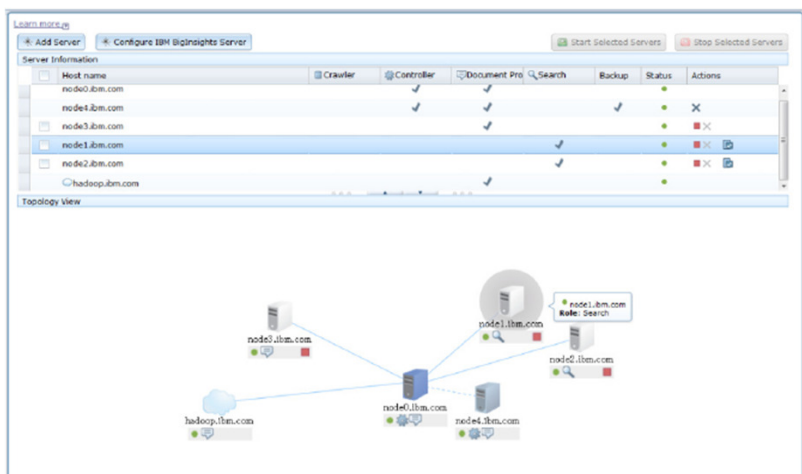 Learn more
Add Server Configure IBM BigInsights Server Start Selected Servers Stop Selected Servers
Server Information
Host name Crawler Controller Document Pro Search Backup Status Actions
node0.ibm.com
node4.ibm.com
node3.ibm.com
node1.ibm.com
node2.ibm.com
hadoop.ibm.com
Topology View
node1.ibm.com
Role: Search
node1.ibm.com
node3.ibm.com
node2.ibm.com
node0.ibm.com
hadoop.ibm.com node4.ibm.com